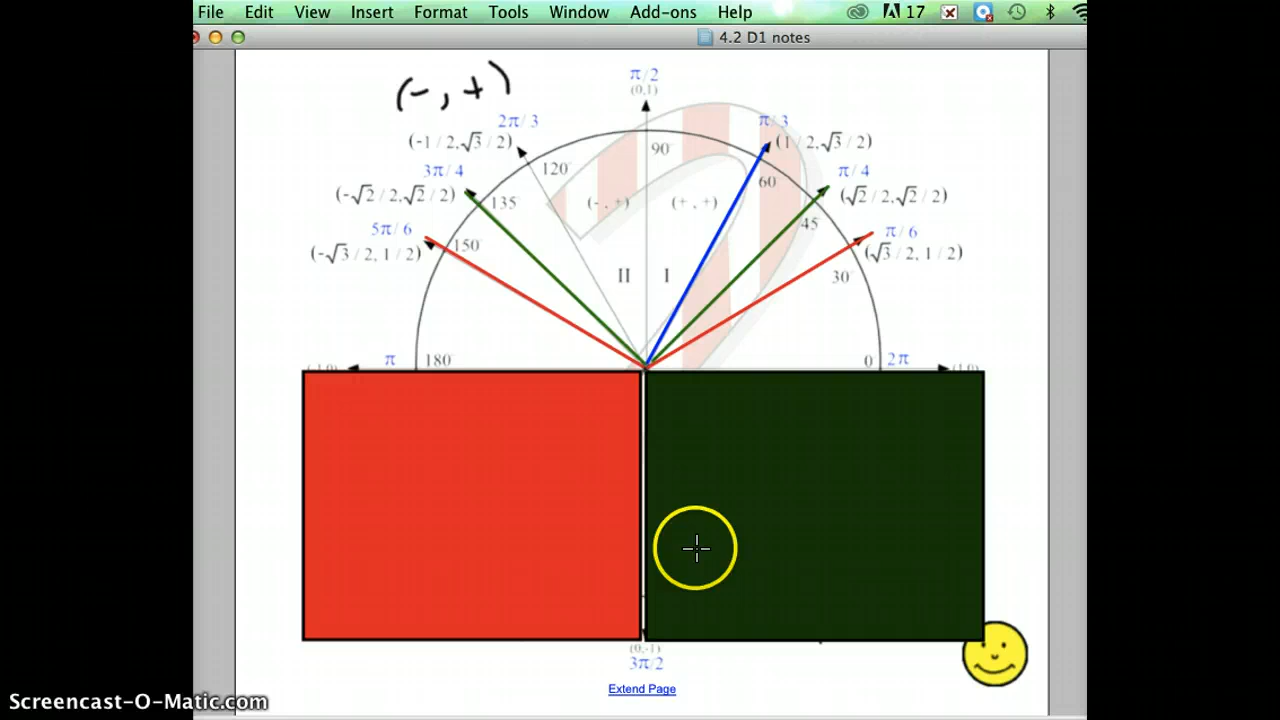 File Edit View Insert Format Tools Window Add-ons Help 17
4.2 D1 notes
(-, +)
π/2
(0,1)
2π/3
π/3
(-1/2,√3/2)
(1/2,√3/2)
90°
120°
60
3π/4
π/4
(-√2/2,√2/2)
(√2/2,√2/2)
135°
(-,+)
(+,+)
45
5π/6
π/6
(-√3/2,1/2)
150°
(√3/2,1/2)
II
I
30°
π
180°
0
2π
(0,-1)
3π/2
Extend Page
Screencast-O-Matic.com